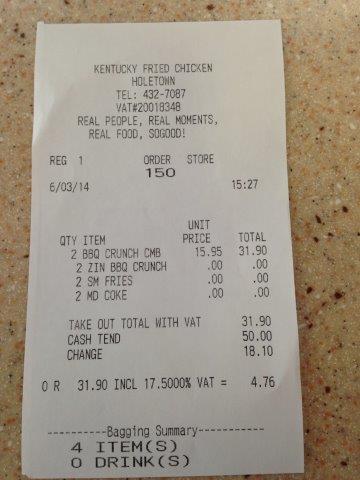 KENTUCKY FRIED CHICKEN
HOLETOWN
TEL: 432-7087
VAT#20018348
REAL PEOPLE, REAL MOMENTS,
REAL FOOD, SOGOOD!
REG 1 ORDER STORE
150
6/03/14 15:27
UNIT
QTY ITEM PRICE TOTAL
2 BBQ CRUNCH CMB 15.95 31.90
2 ZIN BBQ CRUNCH .00 .00
2 SM FRIES .00 .00
2 MD COKE .00 .00
TAKE OUT TOTAL WITH VAT 31.90
CASH TEND 50.00
CHANGE 18.10
0 R 31.90 INCL 17.5000% VAT = 4.76
----------Bagging Summary-----------
4 ITEM(S)
0 DRINK(S)